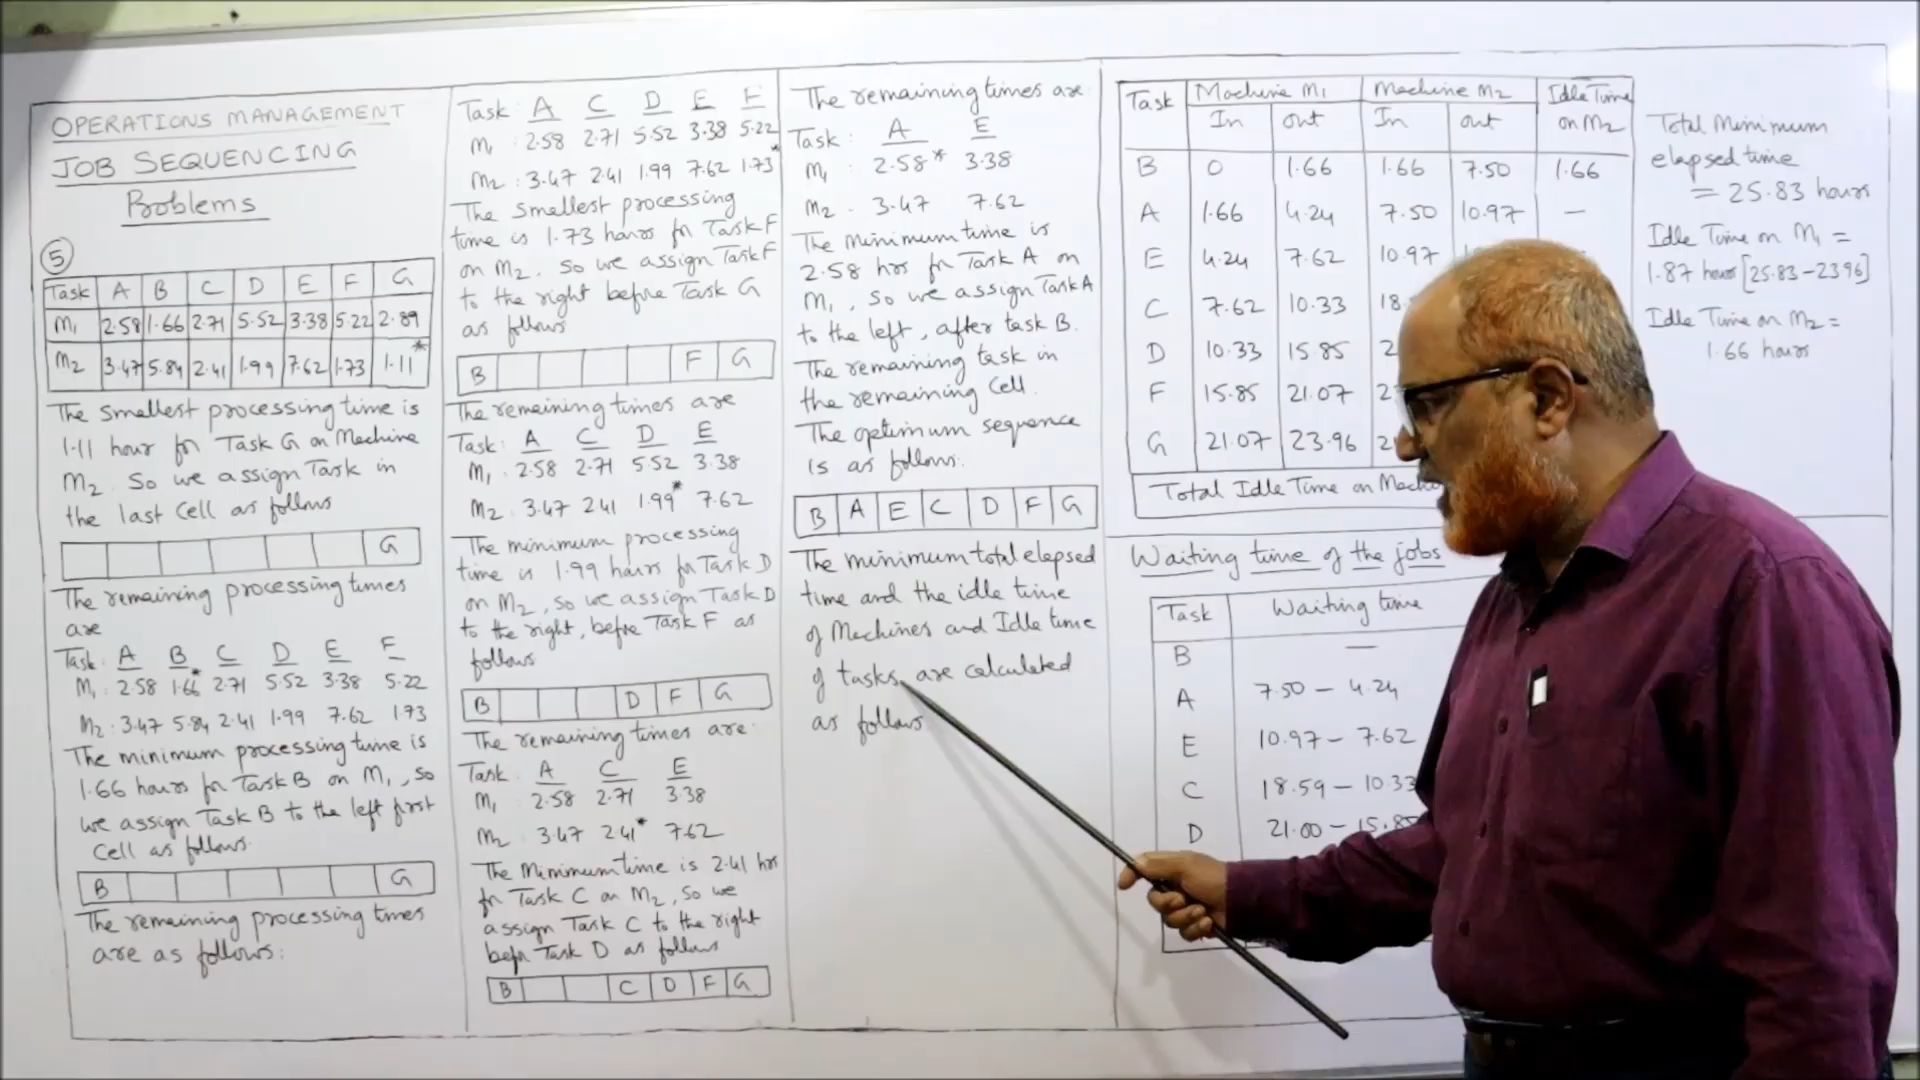 OPERATIONS MANAGEMENT
JOB SEQUENCING
Problems
5
Task A B C D E F G
M1 2.58 1.66 2.71 5.52 3.38 5.22 2.89
M2 3.47 5.84 2.41 1.99 7.62 1.73 1.11*
The smallest processing time is
1.11 hour for Task G on Machine
M2. So we assign Task in
the last Cell as follows
G
The remaining processing times
are
Task: A B C D E F
M1: 2.58 1.66* 2.71 5.52 3.38 5.22
M2: 3.47 5.84 2.41 1.99 7.62 1.73
The minimum processing time is
1.66 hours for Task B on M1, so
we assign Task B to the left first
Cell as follows.
B G
The remaining processing times
are as follows:
Task: A C D E F
M1: 2.58 2.71 5.52 3.38 5.22
M2: 3.47 2.41 1.99 7.62 1.73*
The smallest processing
time is 1.73 hours for Task F
on M2. So we assign Task F
to the right before Task G
as follows
B F G
The remaining times are
Task: A C D E
M1: 2.58 2.71 5.52 3.38
M2: 3.47 2.41 1.99* 7.62
The minimum processing
time is 1.99 hours for Task D
on M2, so we assign Task D
to the right, before Task F as
follows
B D F G
The remaining times are:
Task: A C E
M1: 2.58 2.71 3.38
M2: 3.47 2.41* 7.62
The Minimum time is 2.41 hrs
for Task C on M2, so we
assign Task C to the right
before Task D as follows
B C D F G
The remaining times are:
Task: A E
M1: 2.58* 3.38
M2: 3.47 7.62
The Minimum time is
2.58 hrs for Task A on
M1, so we assign Task A
to the left, after task B.
The remaining task in
the remaining Cell.
The optimum sequence
is as follows:
B A E C D F G
The minimum total elapsed
time and the idle time
of Machines and Idle time
of tasks, are calculated
as follows
Task Machine M1 Machine M2 Idle Time
In out In out on M2
B 0 1.66 1.66 7.50 1.66
A 1.66 4.24 7.50 10.97 —
E 4.24 7.62 10.97
C 7.62 10.33 18.
D 10.33 15.85 2
F 15.85 21.07 2
G 21.07 23.96 2
Total Idle Time on
Waiting time of the jobs
Task Waiting time
B —
A 7.50 – 4.24
E 10.97 – 7.62
C 18.59 – 10.33
D 21.00 – 15.85
Total Minimum
elapsed time
= 25.83 hours
Idle Time on M1 =
1.87 hours [25.83–23.96]
Idle Time on M2 =
1.66 hours